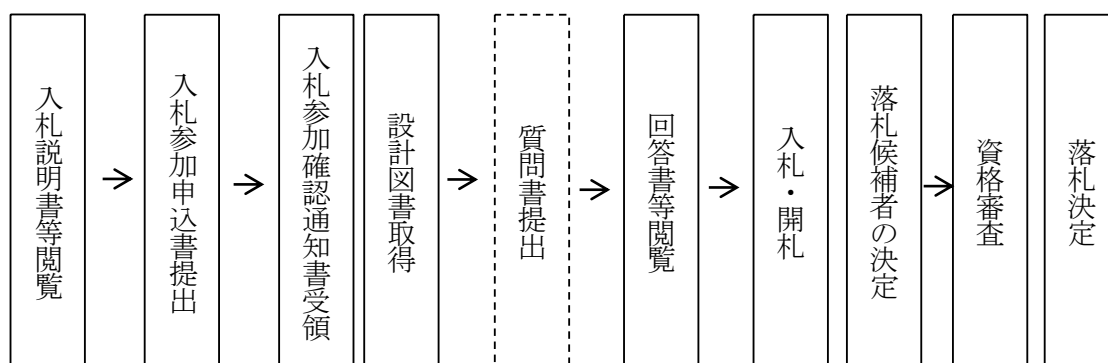 入札説明書等閲覧
入札参加申込書提出
入札参加確認通知書受領
設計図書取得
質問書提出
回答書等閲覧
入札・開札
落札候補者の決定
資格審査
落札決定